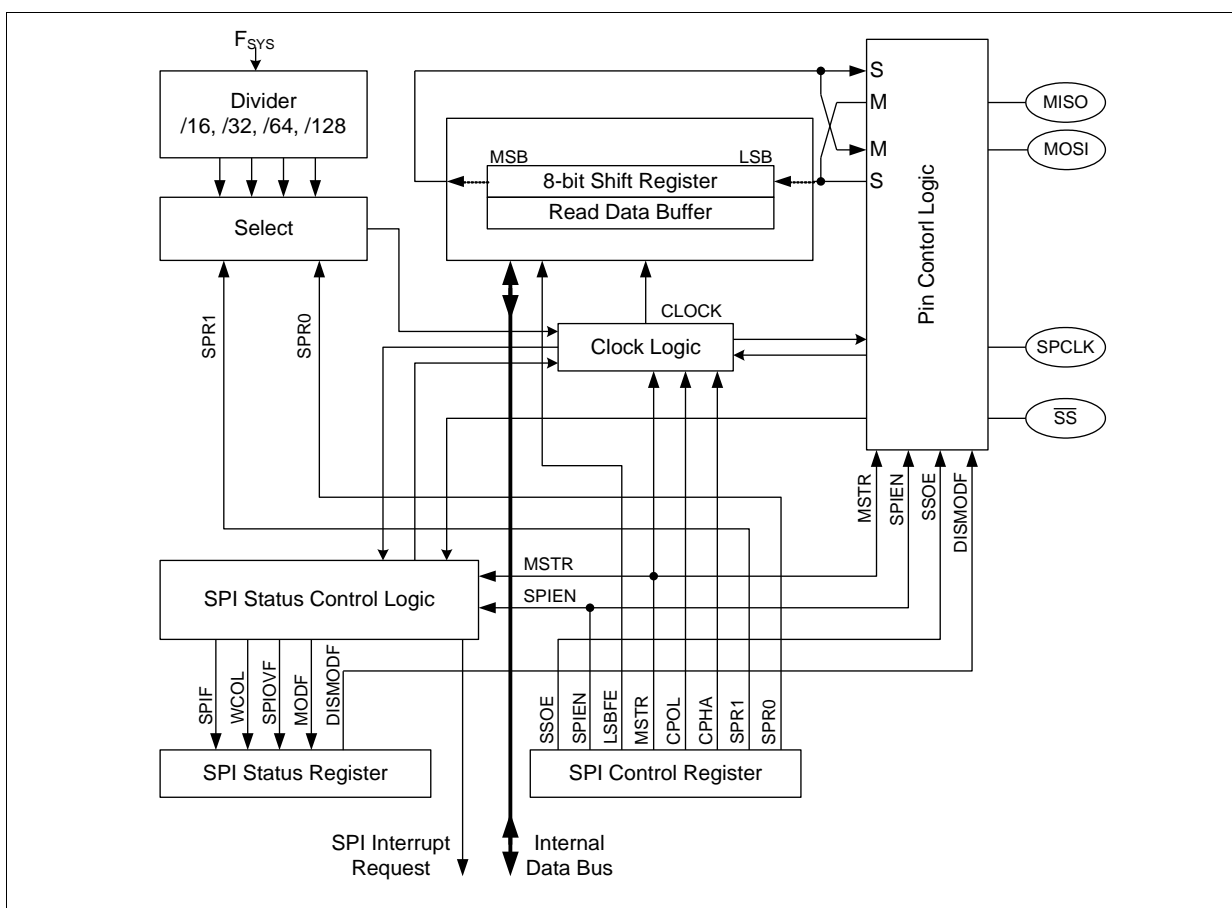 FSYS
Divider
/16, /32, /64, /128
Select
SPR1
SPR0
MSB
LSB
8-bit Shift Register
Read Data Buffer
CLOCK
Clock Logic
S
M
M
S
Pin Contorl Logic
MISO
MOSI
SPCLK
SS
MSTR
SPIEN
SSOE
DISMODF
SPI Status Control Logic
MSTR
SPIEN
SPIF
WCOL
SPIOVF
MODF
DISMODF
SSOE
SPIEN
LSBFE
MSTR
CPOL
CPHA
SPR1
SPR0
SPI Status Register
SPI Control Register
SPI Interrupt
Request
Internal
Data Bus